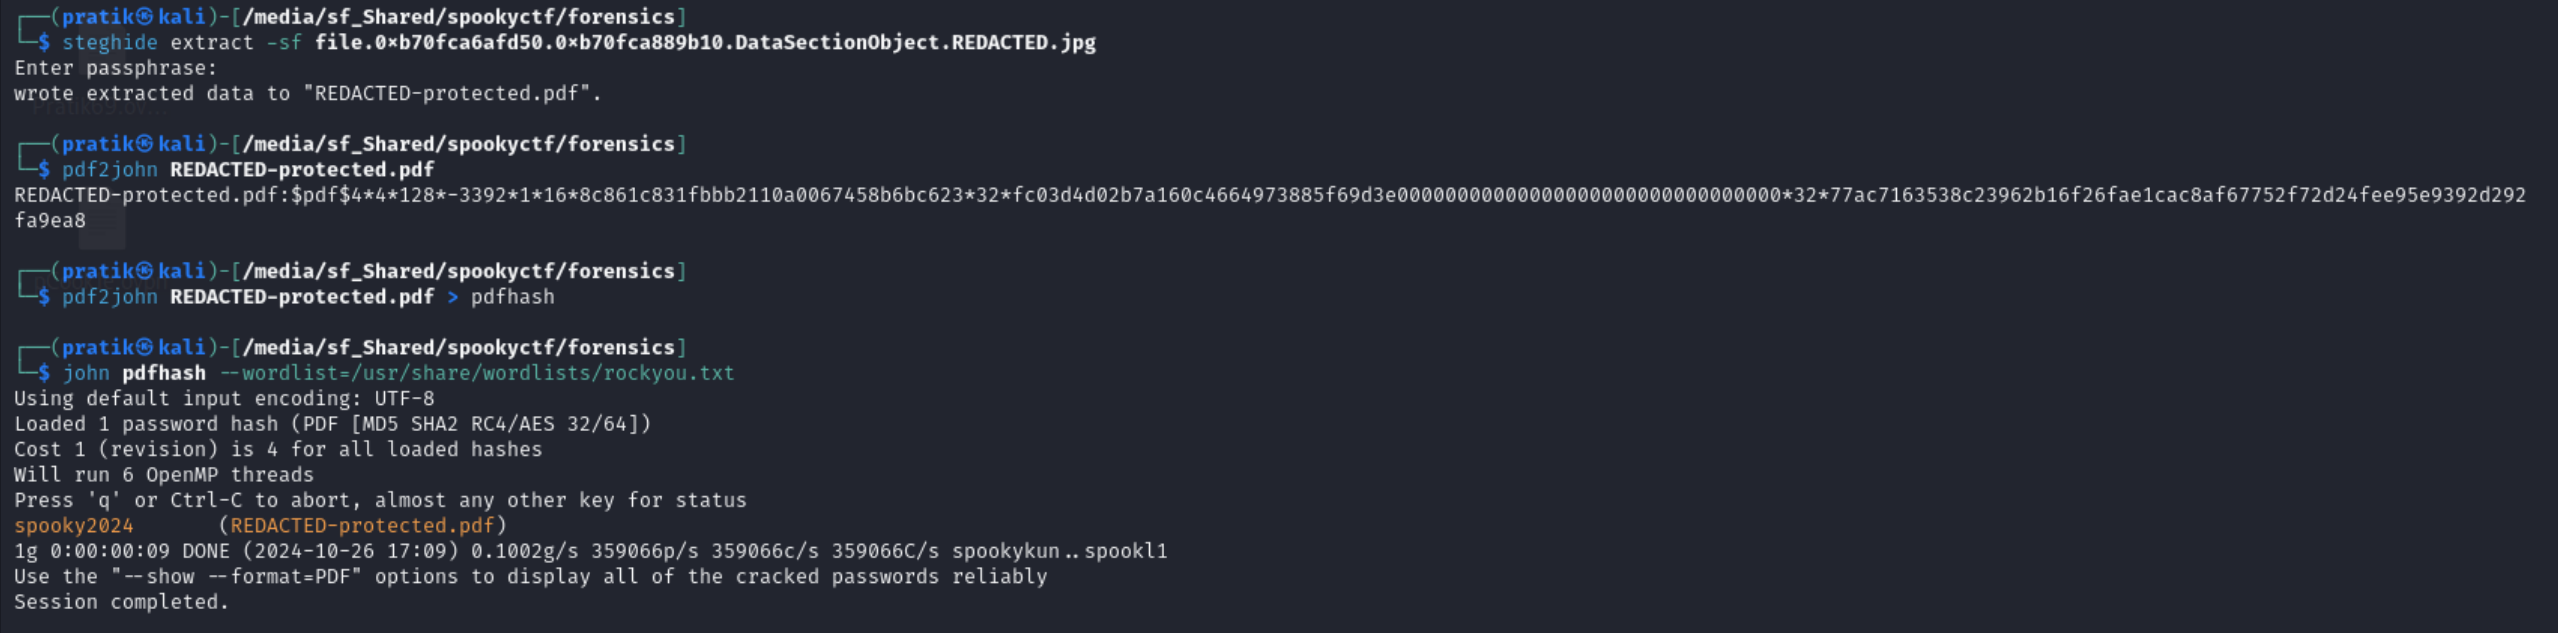 ┌──(pratik㉿kali)-[/media/sf_Shared/spookyctf/forensics]
└─$ steghide extract -sf file.0×b70fca6afd50.0×b70fca889b10.DataSectionObject.REDACTED.jpg
Enter passphrase:
wrote extracted data to "REDACTED-protected.pdf".
┌──(pratik㉿kali)-[/media/sf_Shared/spookyctf/forensics]
└─$ pdf2john REDACTED-protected.pdf
REDACTED-protected.pdf:$pdf$4*4*128*-3392*1*16*8c861c831fbbb2110a0067458b6bc623*32*fc03d4d02b7a160c4664973885f69d3e00000000000000000000000000000000*32*77ac7163538c23962b16f26fae1cac8af67752f72d24fee95e9392d292
fa9ea8
┌──(pratik㉿kali)-[/media/sf_Shared/spookyctf/forensics]
└─$ pdf2john REDACTED-protected.pdf > pdfhash
┌──(pratik㉿kali)-[/media/sf_Shared/spookyctf/forensics]
└─$ john pdfhash --wordlist=/usr/share/wordlists/rockyou.txt
Using default input encoding: UTF-8
Loaded 1 password hash (PDF [MD5 SHA2 RC4/AES 32/64])
Cost 1 (revision) is 4 for all loaded hashes
Will run 6 OpenMP threads
Press 'q' or Ctrl-C to abort, almost any other key for status
spooky2024       (REDACTED-protected.pdf)
1g 0:00:00:09 DONE (2024-10-26 17:09) 0.1002g/s 359066p/s 359066c/s 359066C/s spookykun..spookl1
Use the "--show --format=PDF" options to display all of the cracked passwords reliably
Session completed.